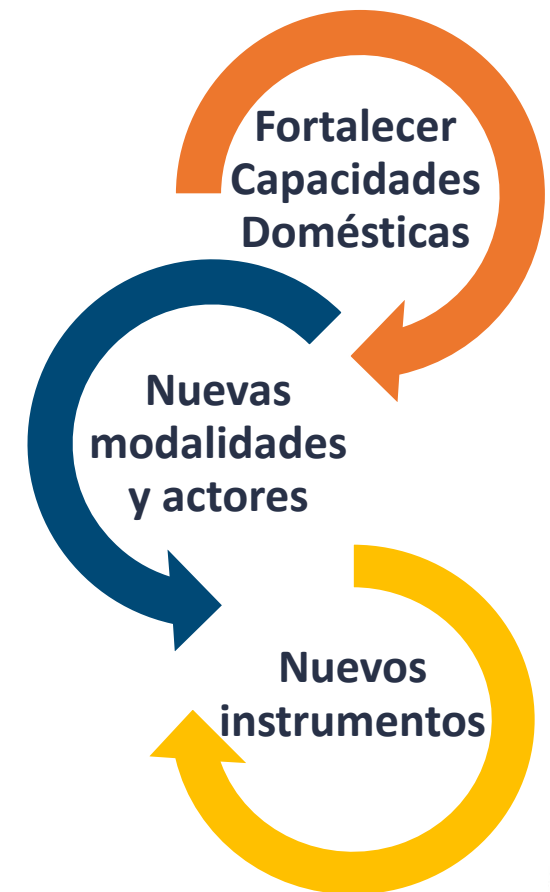 Fortalecer
Capacidades
Domésticas
Nuevas
modalidades
y actores
Nuevos
instrumentos